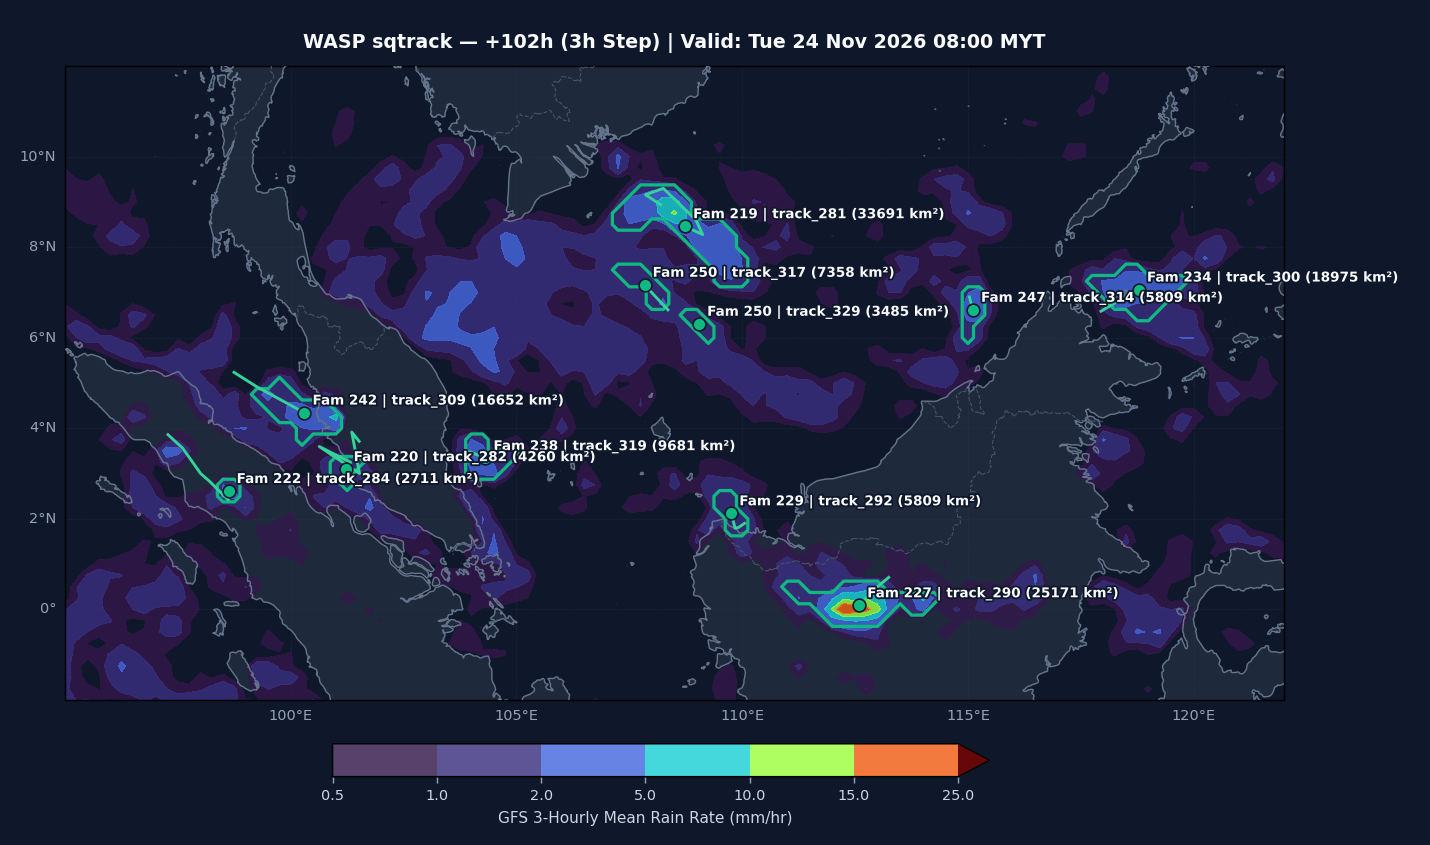 WASP sqtrack — +102h (3h Step) | Valid: Tue 24 Nov 2026 08:00 MYT
10°N
8°N
6°N
4°N
2°N
0°
Fam 219 | track_281 (33691 km²)
Fam 250 | track_317 (7358 km²)
Fam 234 | track_300 (18975 km²)
Fam 247 | track_314 (5809 km²)
Fam 250 | track_329 (3485 km²)
Fam 242 | track_309 (16652 km²)
Fam 238 | track_319 (9681 km²)
Fam 220 | track_282 (4260 km²)
Fam 222 | track_284 (2711 km²)
Fam 229 | track_292 (5809 km²)
Fam 227 | track_290 (25171 km²)
100°E
105°E
110°E
115°E
120°E
0.5
1.0
2.0
5.0
10.0
15.0
25.0
GFS 3-Hourly Mean Rain Rate (mm/hr)